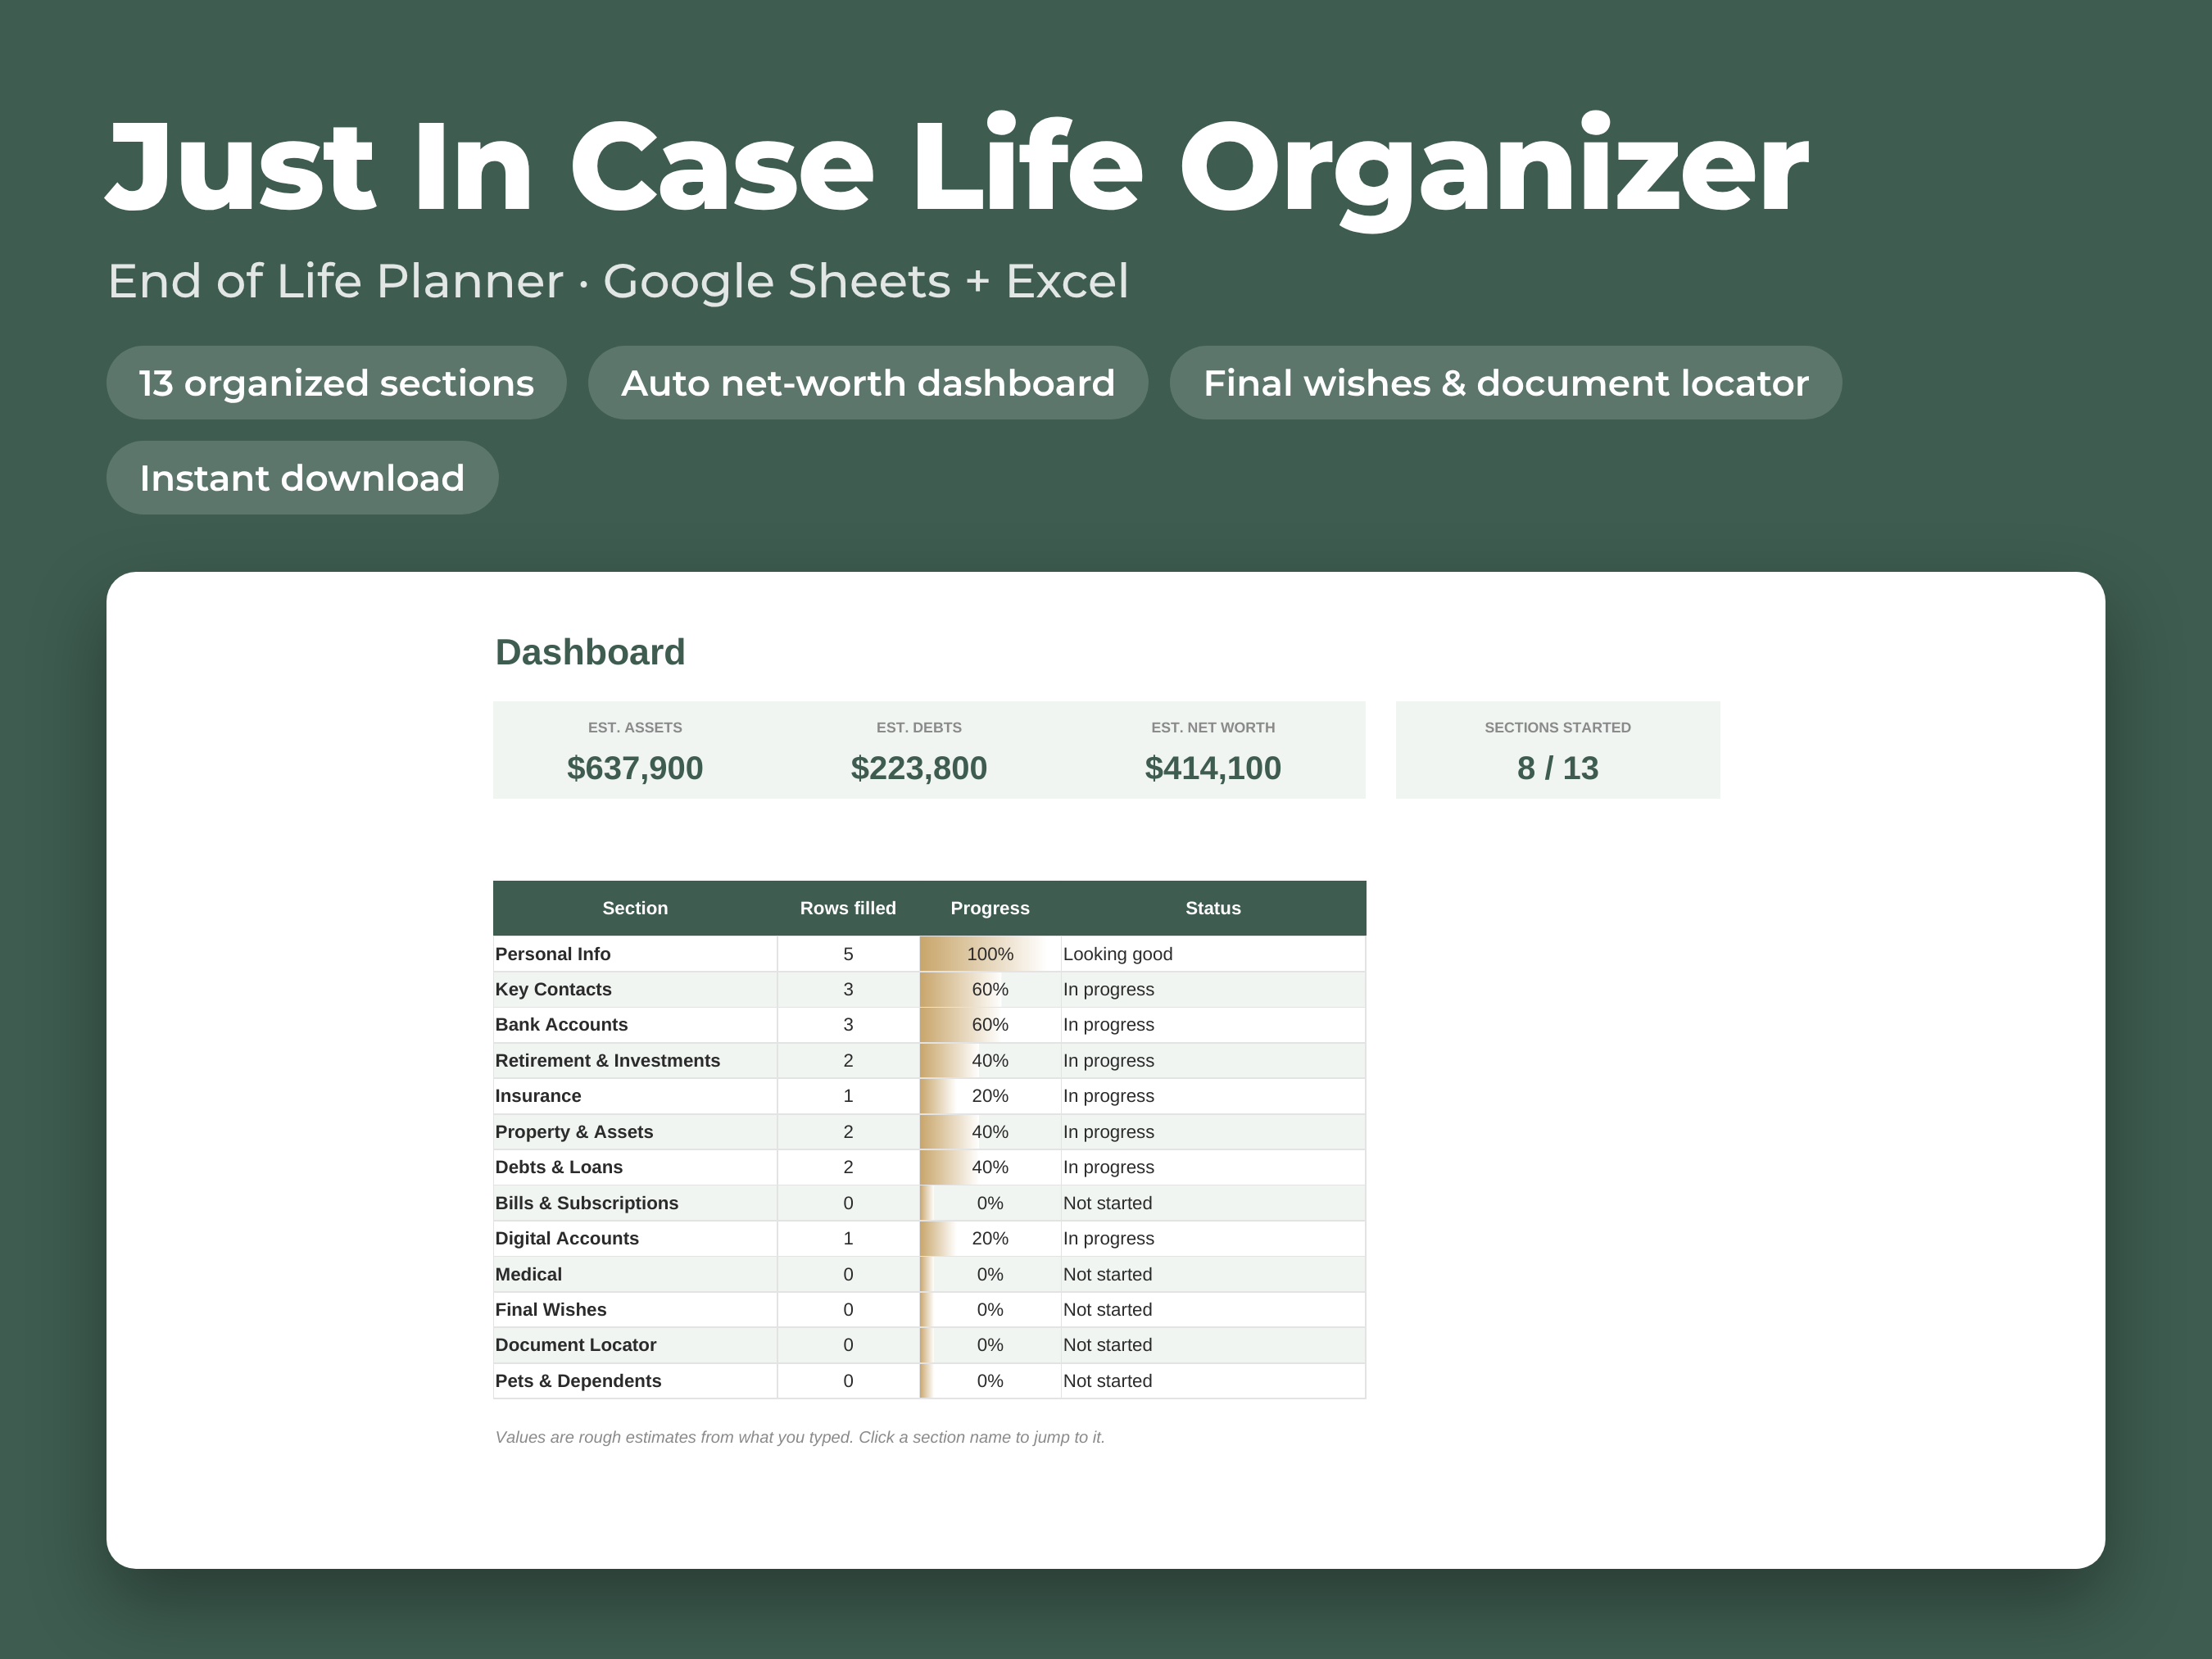 Just In Case Life Organizer
End of Life Planner · Google Sheets + Excel
13 organized sections Auto net-worth dashboard Final wishes & document locator
Instant download
Dashboard
EST. ASSETS EST. DEBTS EST. NET WORTH SECTIONS STARTED
$637,900 $223,800 $414,100 8 / 13
Section Rows filled Progress Status
Personal Info 5 100% Looking good
Key Contacts 3 60% In progress
Bank Accounts 3 60% In progress
Retirement & Investments 2 40% In progress
Insurance 1 20% In progress
Property & Assets 2 40% In progress
Debts & Loans 2 40% In progress
Bills & Subscriptions 0 0% Not started
Digital Accounts 1 20% In progress
Medical 0 0% Not started
Final Wishes 0 0% Not started
Document Locator 0 0% Not started
Pets & Dependents 0 0% Not started
Values are rough estimates from what you typed. Click a section name to jump to it.